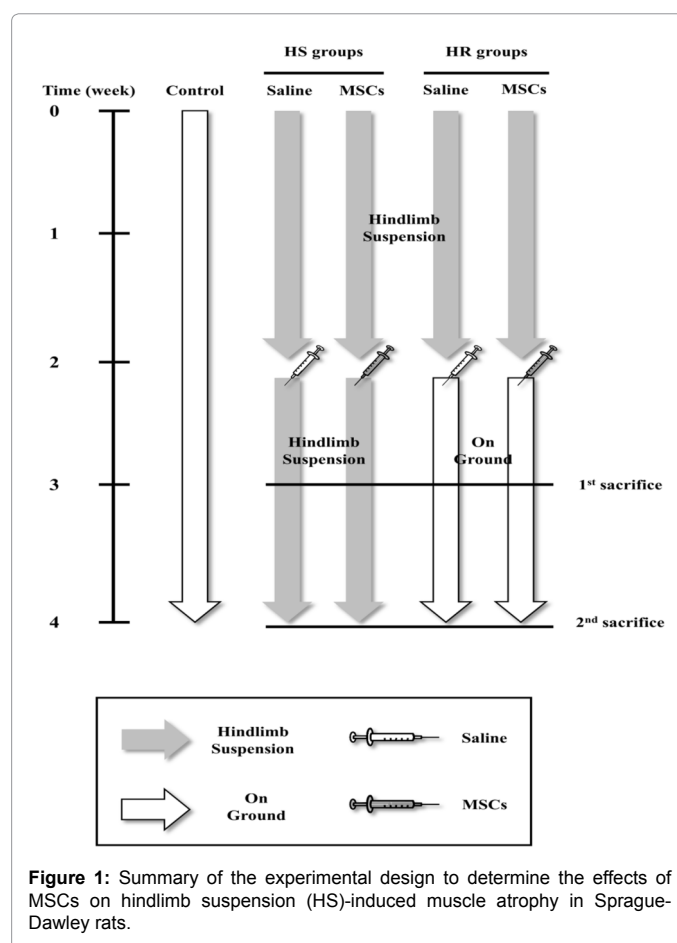 HS groups HR groups
Time (week) Control Saline MSCs Saline MSCs
0
Hindlimb
Suspension
1
2
Hindlimb
Suspension
On
Ground
3 1st sacrifice
4 2nd sacrifice
Hindlimb
Suspension
Saline
On
Ground
MSCs
Figure 1: Summary of the experimental design to determine the effects of
MSCs on hindlimb suspension (HS)-induced muscle atrophy in Sprague-
Dawley rats.